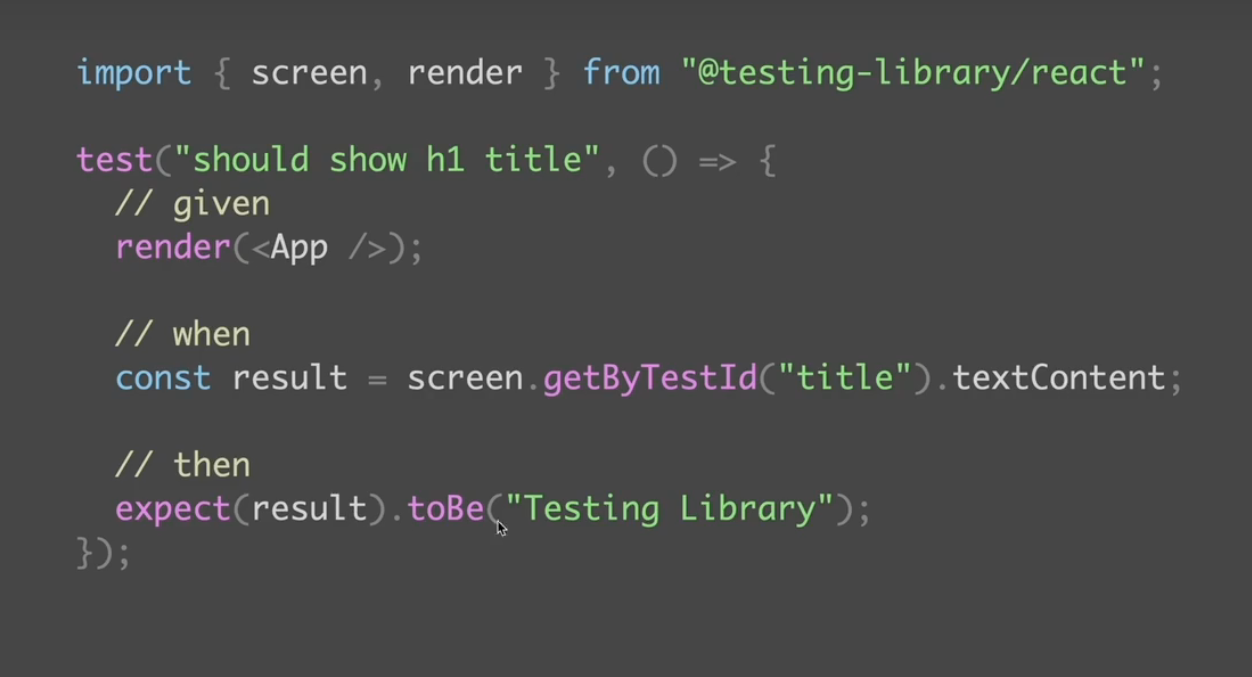 import { screen, render } from "@testing-library/react";
test("should show h1 title", () => {
// given
render(<App />);
// when
const result = screen.getByTestId("title").textContent;
// then
expect(result).toBe("Testing Library");
});